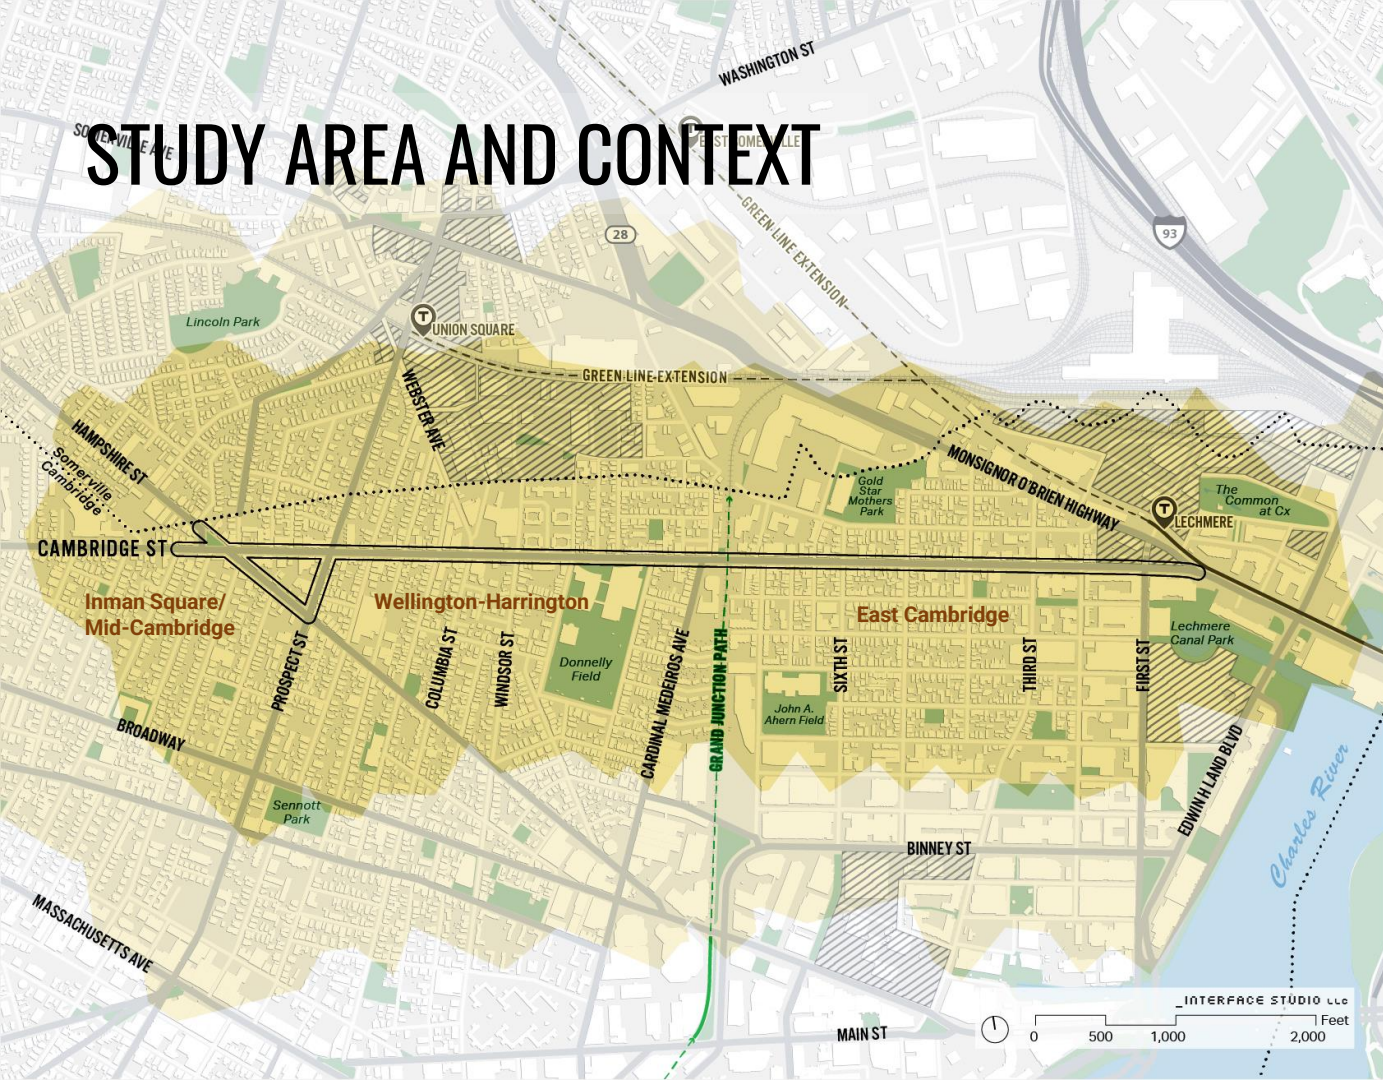 WASHINGTON ST
SOMERVILLE AVE
STUDY AREA AND CONTEXT
T
EAST SOMERVILLE
GREEN LINE EXTENSION
28
93
Lincoln Park
T
UNION SQUARE
GREEN LINE EXTENSION
WEBSTER AVE
HAMPSHIRE ST
Somerville
Cambridge
MONSIGNOR O'BRIEN HIGHWAY
Gold
Star
Mothers
Park
The
Common
at Cx
T
LECHMERE
CAMBRIDGE ST
Inman Square/
Mid-Cambridge
Wellington-Harrington
East Cambridge
Lechmere
Canal Park
PROSPECT ST
COLUMBIA ST
WINDSOR ST
Donnelly
Field
CARDINAL MEDEIROS AVE
GRAND JUNCTION PATH
SIXTH ST
THIRD ST
FIRST ST
John A.
Ahern Field
BROADWAY
Sennott
Park
EDWIN H LAND BLVD
Charles River
BINNEY ST
MASSACHUSETTS AVE
MAIN ST
_INTERFACE STUDIO LLC
Feet
0 500 1,000 2,000